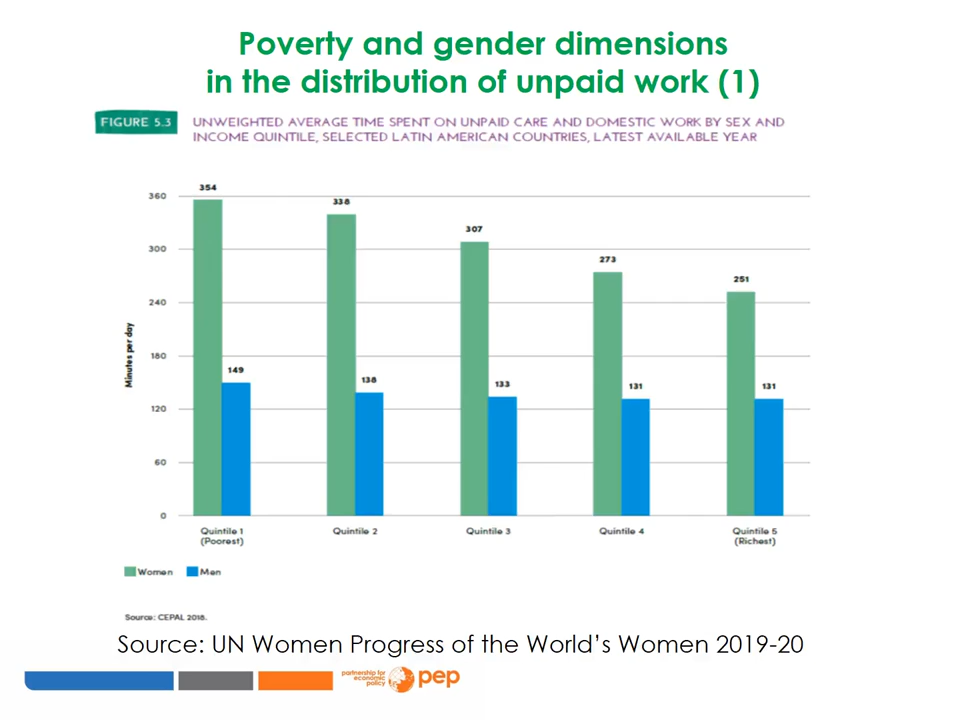 Poverty and gender dimensions
in the distribution of unpaid work (1)
FIGURE 5.3
UNWEIGHTED AVERAGE TIME SPENT ON UNPAID CARE AND DOMESTIC WORK BY SEX AND
INCOME QUINTILE, SELECTED LATIN AMERICAN COUNTRIES, LATEST AVAILABLE YEAR
Minutes per day
360
300
240
180
120
60
0
354
149
338
138
307
133
273
131
251
131
Quintile 1
(Poorest)
Quintile 2
Quintile 3
Quintile 4
Quintile 5
(Richest)
Women
Men
Source: CEPAL 2018.
Source: UN Women Progress of the World’s Women 2019-20
partnership for
economic
policy
pep